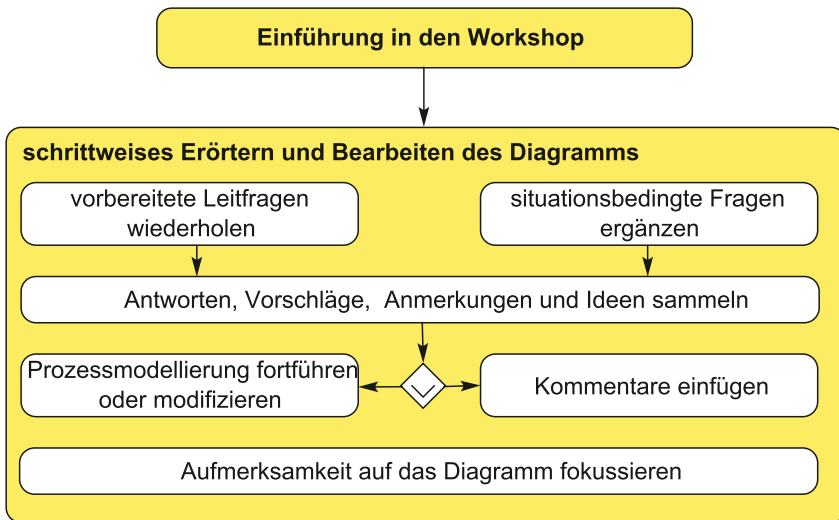 Einführung in den Workshop
schrittweises Erörtern und Bearbeiten des Diagramms
vorbereitete Leitfragen
wiederholen
situationsbedingte Fragen
ergänzen
Antworten, Vorschläge, Anmerkungen und Ideen sammeln
Prozessmodellierung fortführen
oder modifizieren
Kommentare einfügen
Aufmerksamkeit auf das Diagramm fokussieren